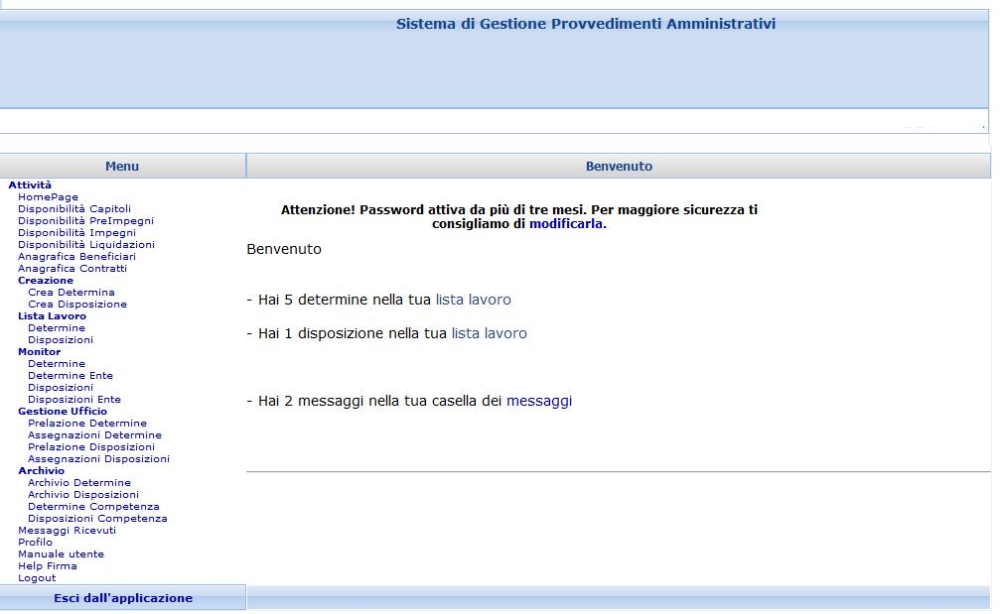 Sistema di Gestione Provvedimenti Amministrativi
Menu
Benvenuto
Attività
HomePage
Disponibilità Capitoli
Disponibilità PreImpegni
Disponibilità Impegni
Disponibilità Liquidazioni
Anagrafica Beneficiari
Anagrafica Contratti
Creazione
Crea Determina
Crea Disposizione
Lista Lavoro
Determine
Disposizioni
Monitor
Determine
Determine Ente
Disposizioni
Disposizioni Ente
Gestione Ufficio
Prelazione Determine
Assegnazioni Determine
Prelazione Disposizioni
Assegnazioni Disposizioni
Archivio
Archivio Determine
Archivio Disposizioni
Determine Competenza
Disposizioni Competenza
Messaggi Ricevuti
Profilo
Manuale utente
Help Firma
Logout
Esci dall'applicazione
Attenzione! Password attiva da più di tre mesi. Per maggiore sicurezza ti
consigliamo di modificarla.
Benvenuto
- Hai 5 determine nella tua lista lavoro
- Hai 1 disposizione nella tua lista lavoro
- Hai 2 messaggi nella tua casella dei messaggi